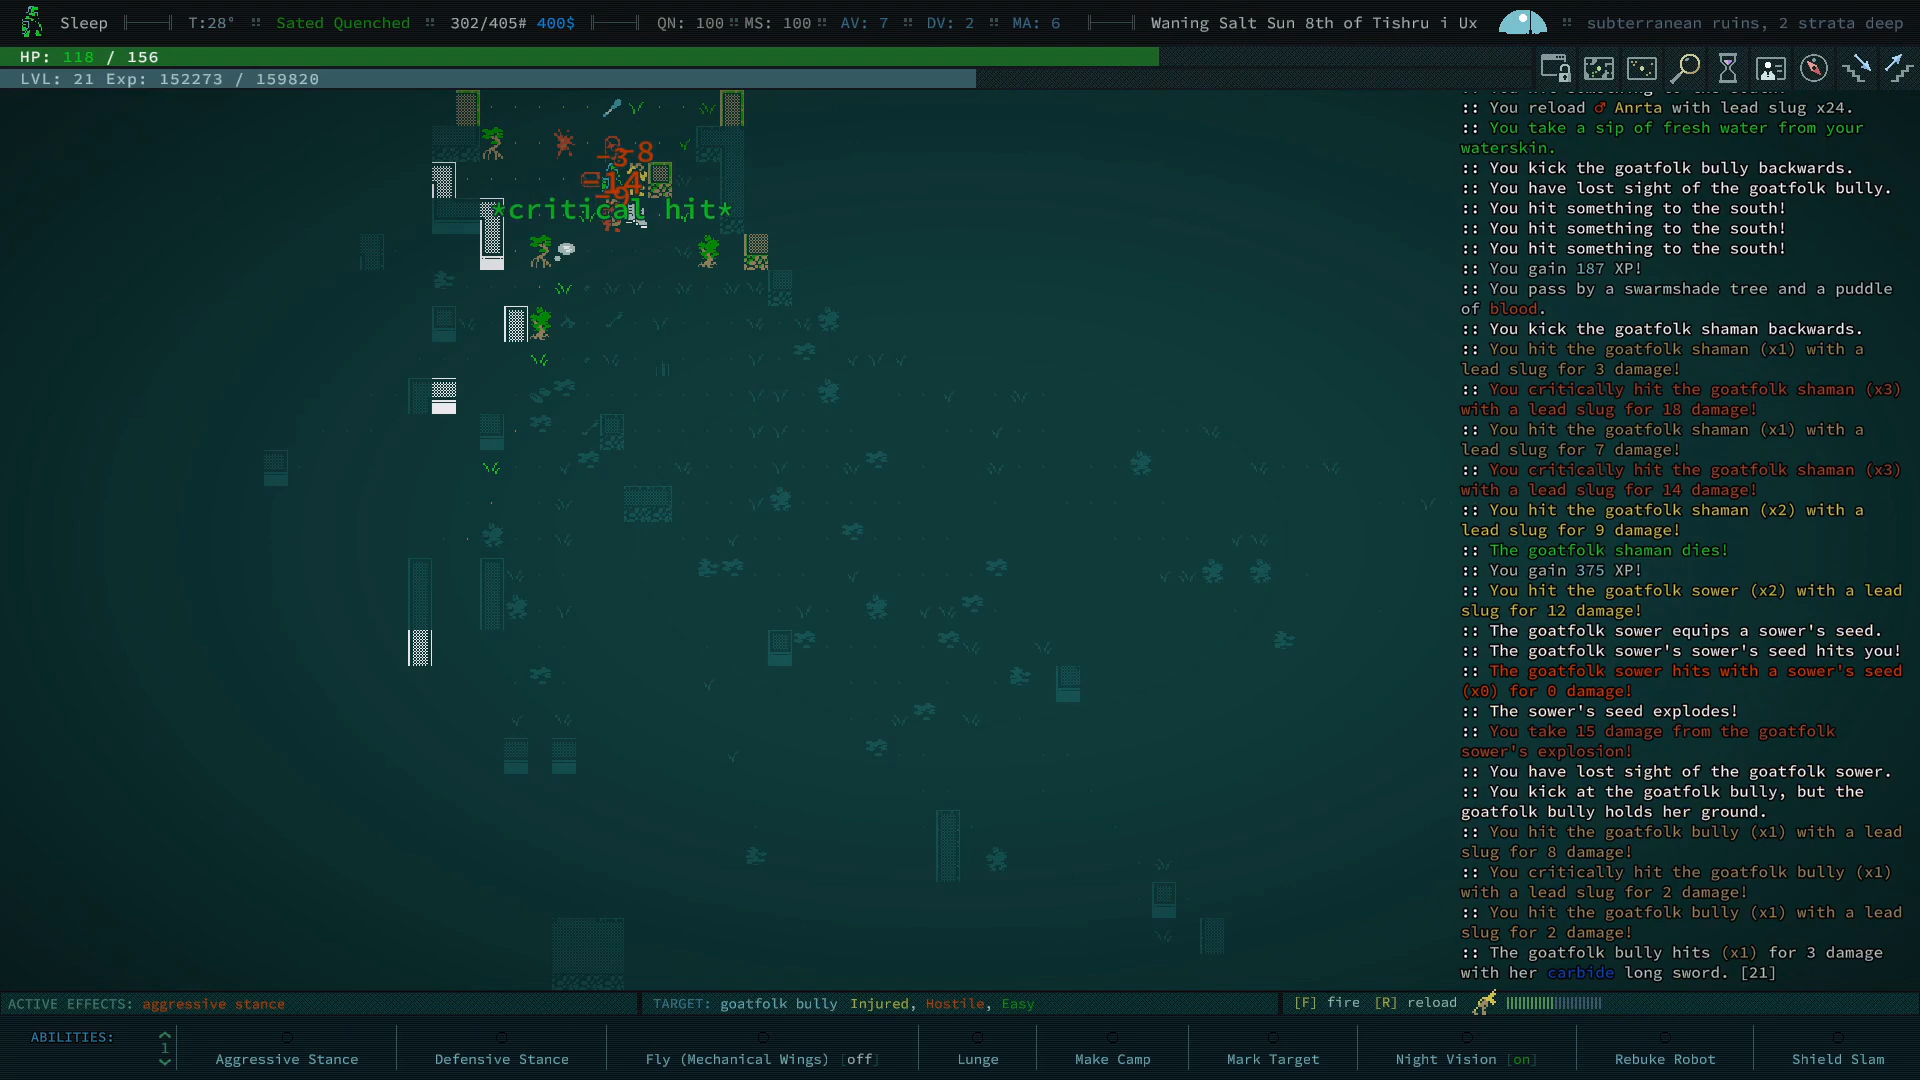 Sleep T:28° :: Sated Quenched :: 302/405# 400$ QN: 100 :: MS: 100 :: AV: 7 :: DV: 2 :: MA: 6 Waning Salt Sun 8th of Tishru i Ux :: subterranean ruins, 2 strata deep
HP: 118 / 156
LVL: 21 Exp: 152273 / 159820
:: You reload ♂ Anrta with lead slug x24.
:: You take a sip of fresh water from your
waterskin.
:: You kick the goatfolk bully backwards.
:: You have lost sight of the goatfolk bully.
:: You hit something to the south!
:: You hit something to the south!
:: You hit something to the south!
:: You gain 187 XP!
:: You pass by a swarmshade tree and a puddle
of blood.
:: You kick the goatfolk shaman backwards.
:: You hit the goatfolk shaman (x1) with a
lead slug for 3 damage!
:: You critically hit the goatfolk shaman (x3)
with a lead slug for 18 damage!
:: You hit the goatfolk shaman (x1) with a
lead slug for 7 damage!
:: You critically hit the goatfolk shaman (x3)
with a lead slug for 14 damage!
:: You hit the goatfolk shaman (x2) with a
lead slug for 9 damage!
:: The goatfolk shaman dies!
:: You gain 375 XP!
:: You hit the goatfolk sower (x2) with a lead
slug for 12 damage!
:: The goatfolk sower equips a sower's seed.
:: The goatfolk sower's sower's seed hits you!
:: The goatfolk sower hits with a sower's seed
(x0) for 0 damage!
:: The sower's seed explodes!
:: You take 15 damage from the goatfolk
sower's explosion!
:: You have lost sight of the goatfolk sower.
:: You kick at the goatfolk bully, but the
goatfolk bully holds her ground.
:: You hit the goatfolk bully (x1) with a lead
slug for 8 damage!
:: You critically hit the goatfolk bully (x1)
with a lead slug for 2 damage!
:: You hit the goatfolk bully (x1) with a lead
slug for 2 damage!
:: The goatfolk bully hits (x1) for 3 damage
with her carbide long sword. [21]
-3
-8
-14
-9
*critical hit*
ACTIVE EFFECTS: aggressive stance
TARGET: goatfolk bully Injured, Hostile, Easy
[F] fire [R] reload
ABILITIES:
1
Aggressive Stance
Defensive Stance
Fly (Mechanical Wings) [off]
Lunge
Make Camp
Mark Target
Night Vision [on]
Rebuke Robot
Shield Slam